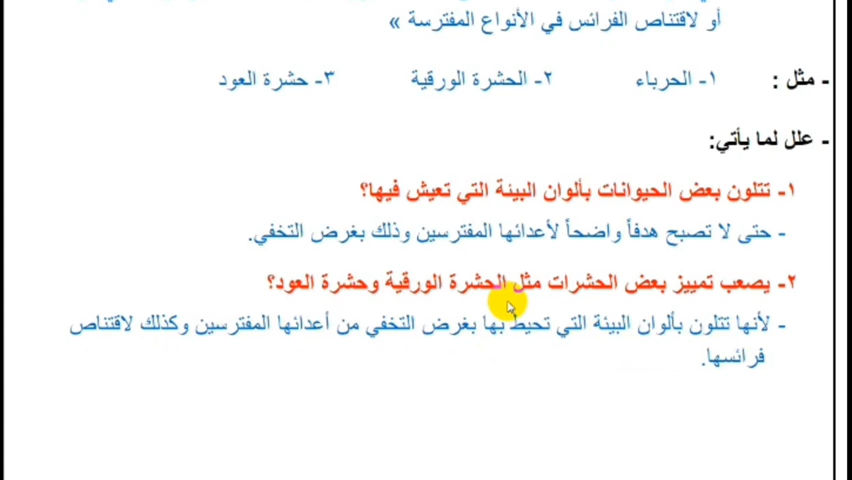 أو لاقتناص الفرائس في الأنواع المفترسة »
- مثل : ١- الحرباء ٢- الحشرة الورقية ٣- حشرة العود
- علل لما يأتي:
١- تتلون بعض الحيوانات بألوان البيئة التي تعيش فيها؟
- حتى لا تصبح هدفاً واضحاً لأعدائها المفترسين وذلك بغرض التخفي.
٢- يصعب تمييز بعض الحشرات مثل الحشرة الورقية وحشرة العود؟
- لأنها تتلون بألوان البيئة التي تحيط بها بغرض التخفي من أعدائها المفترسين وكذلك لاقتناص
فرائسها.